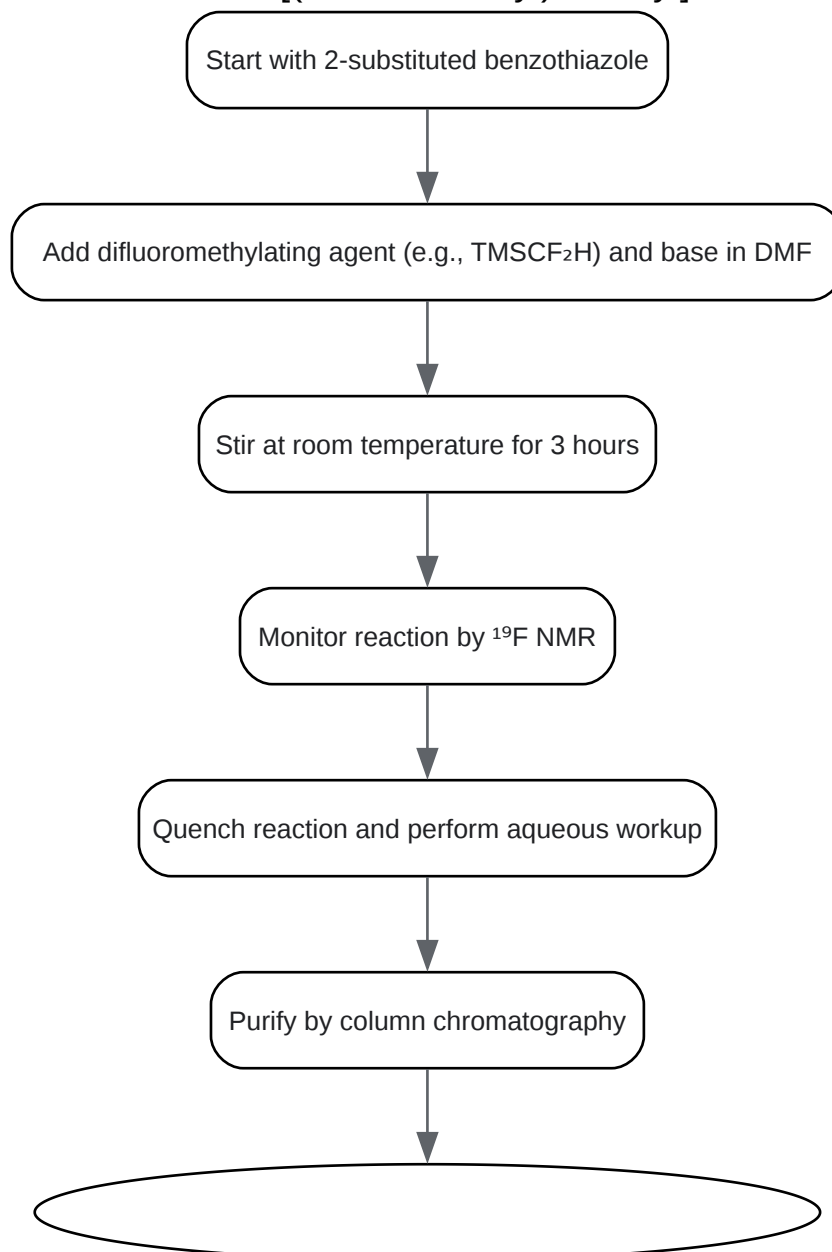 Start with 2-substituted benzothiazole
Add difluoromethylating agent (e.g., TMSCF₂H) and base in DMF
Stir at room temperature for 3 hours
Monitor reaction by ¹⁹F NMR
Quench reaction and perform aqueous workup
Purify by column chromatography